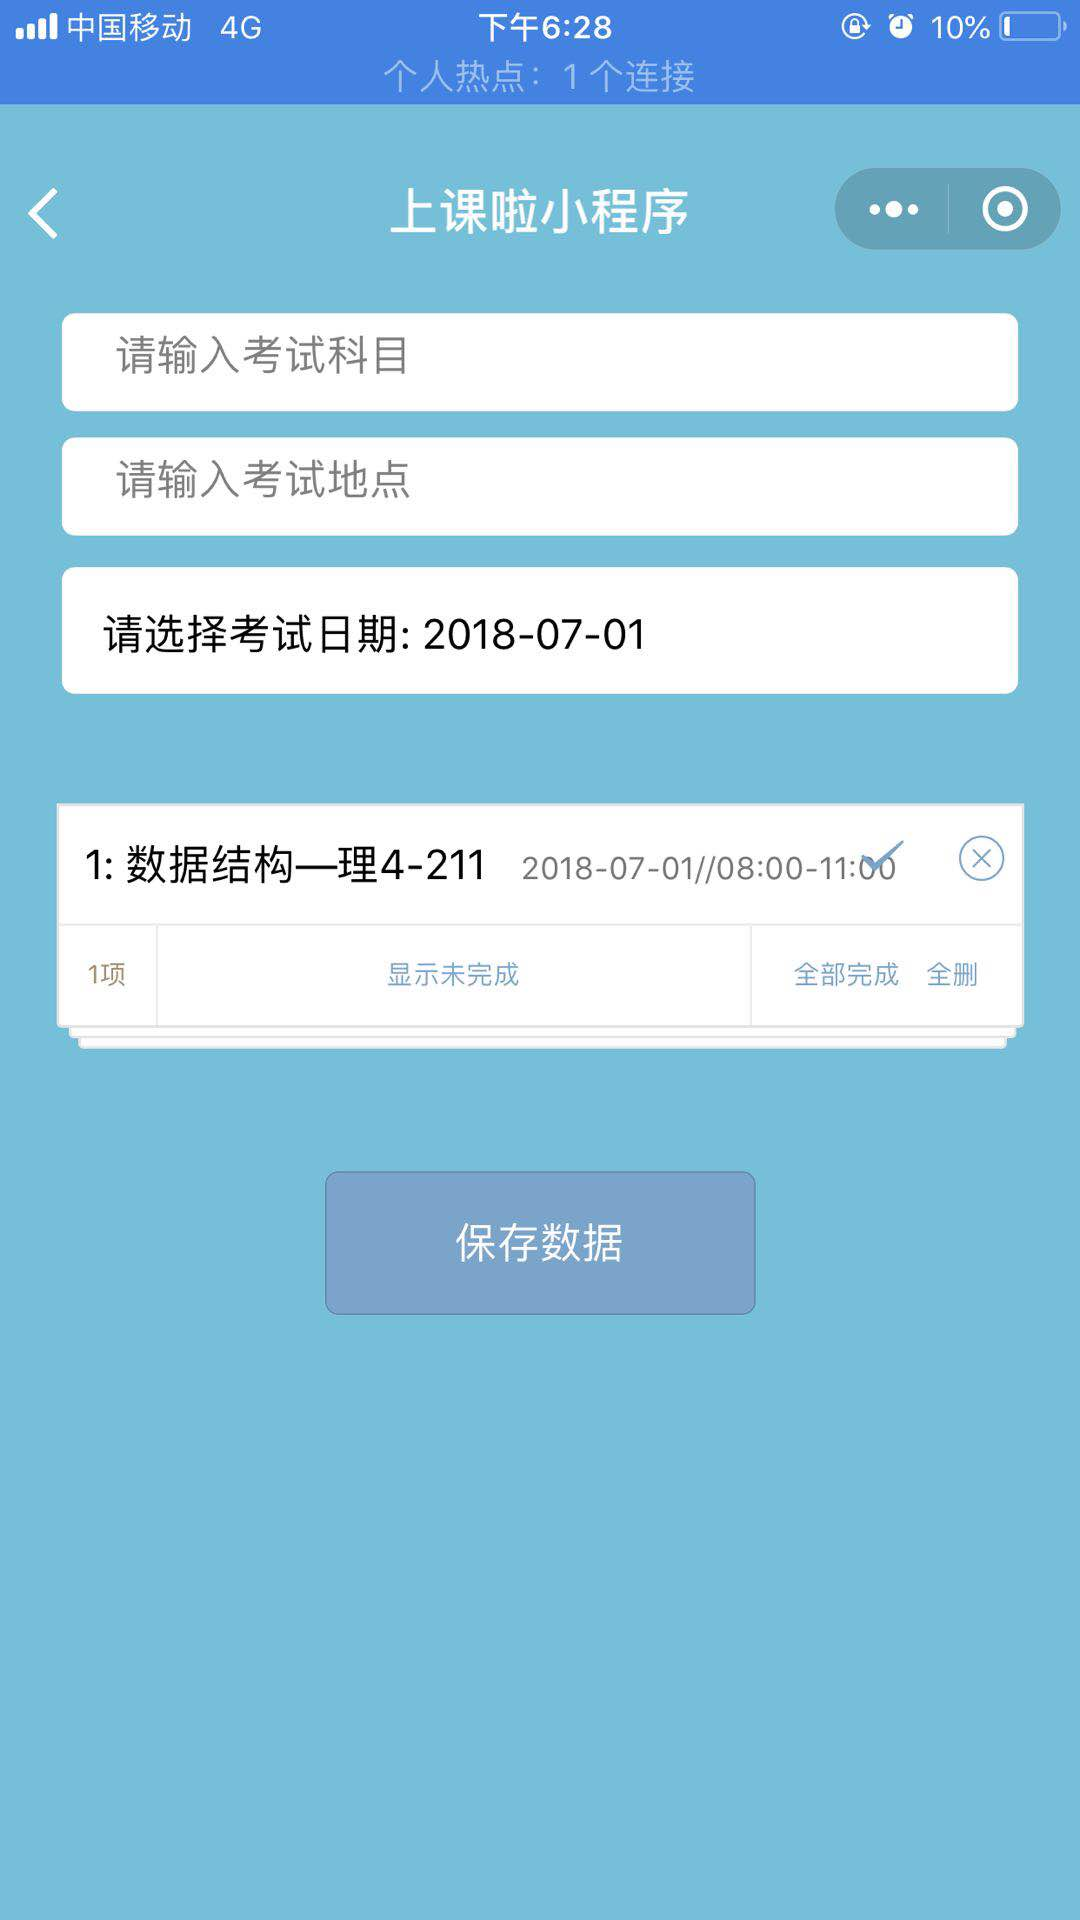 中国移动 4G 下午6:28 10%
个人热点：1 个连接
上课啦小程序
请输入考试科目
请输入考试地点
请选择考试日期: 2018-07-01
1: 数据结构—理4-211 2018-07-01//08:00-11:00
1项 显示未完成 全部完成 全删
保存数据